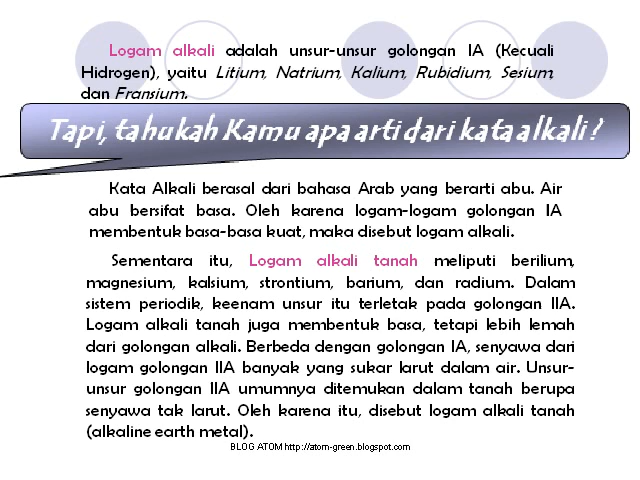 Logam alkali adalah unsur-unsur golongan IA (Kecuali
Hidrogen), yaitu Litium, Natrium, Kalium, Rubidium, Sesium,
dan Fransium.
Tapi, tahukah Kamu apa arti dari kata alkali?
Kata Alkali berasal dari bahasa Arab yang berarti abu. Air
abu bersifat basa. Oleh karena logam-logam golongan IA
membentuk basa-basa kuat, maka disebut logam alkali.
Sementara itu, Logam alkali tanah meliputi berilium,
magnesium, kalsium, strontium, barium, dan radium. Dalam
sistem periodik, keenam unsur itu terletak pada golongan IIA.
Logam alkali tanah juga membentuk basa, tetapi lebih lemah
dari golongan alkali. Berbeda dengan golongan IA, senyawa dari
logam golongan IIA banyak yang sukar larut dalam air. Unsur-
unsur golongan IIA umumnya ditemukan dalam tanah berupa
senyawa tak larut. Oleh karena itu, disebut logam alkali tanah
(alkaline earth metal).
BLOG ATOM http://atom-green.blogspot.com